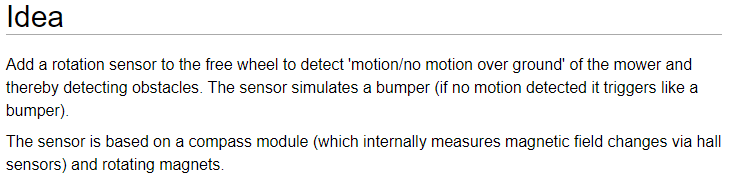 Idea
Add a rotation sensor to the free wheel to detect 'motion/no motion over ground' of the mower and
thereby detecting obstacles. The sensor simulates a bumper (if no motion detected it triggers like a
bumper).
The sensor is based on a compass module (which internally measures magnetic field changes via hall
sensors) and rotating magnets.